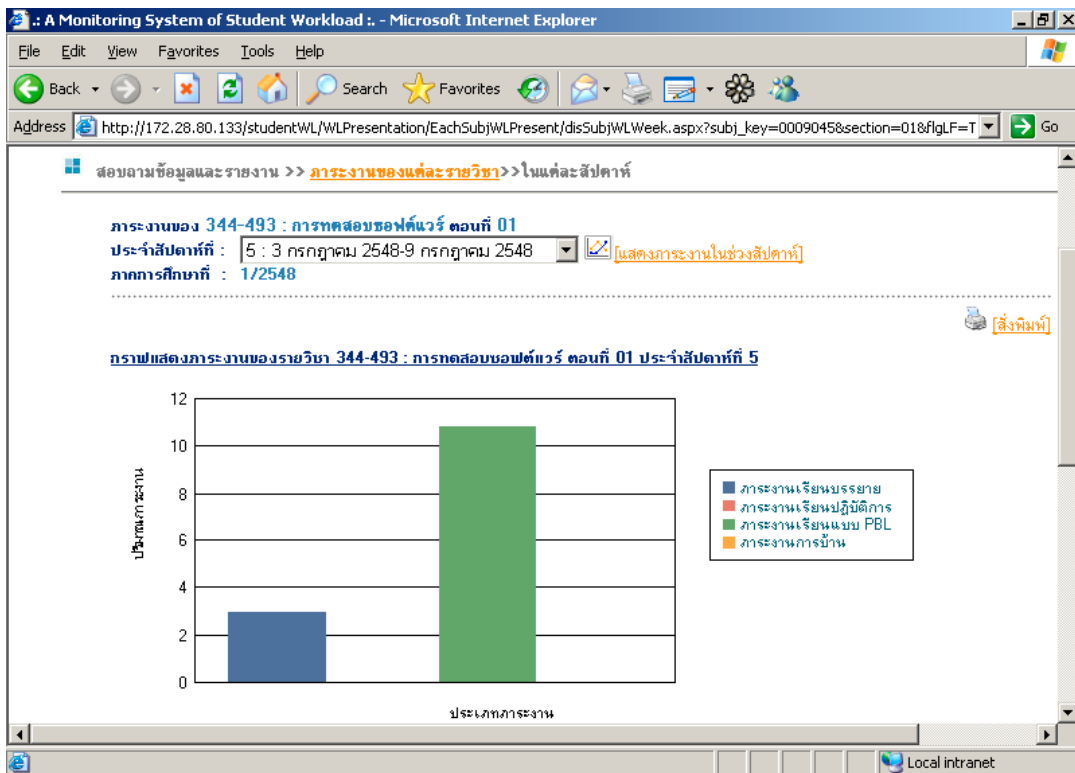 .: A Monitoring System of Student Workload :. - Microsoft Internet Explorer
File Edit View Favorites Tools Help
Back Search Favorites
Address http://172.28.80.133/studentWL/WLPresentation/EachSubjWLPresent/disSubjWLWeek.aspx?subj_key=0009045&section=01&flgLF=T Go
สอบถามข้อมูลและรายงาน >> ภาระงานของแต่ละรายวิชา>>ในแต่ละสัปดาห์
ภาระงานของ 344-493 : การทดสอบซอฟต์แวร์ ตอนที่ 01
ประจำสัปดาห์ที่ : 5 : 3 กรกฎาคม 2548-9 กรกฎาคม 2548 [แสดงภาระงานในช่วงสัปดาห์]
ภาคการศึกษาที่ : 1/2548
[สั่งพิมพ์]
กราฟแสดงภาระงานของรายวิชา 344-493 : การทดสอบซอฟต์แวร์ ตอนที่ 01 ประจำสัปดาห์ที่ 5
12
10
8
6
4
2
0
ปริมาณภาระงาน
ประเภทภาระงาน
ภาระงานเรียนบรรยาย
ภาระงานเรียนปฏิบัติการ
ภาระงานเรียนแบบ PBL
ภาระงานการบ้าน
Local intranet